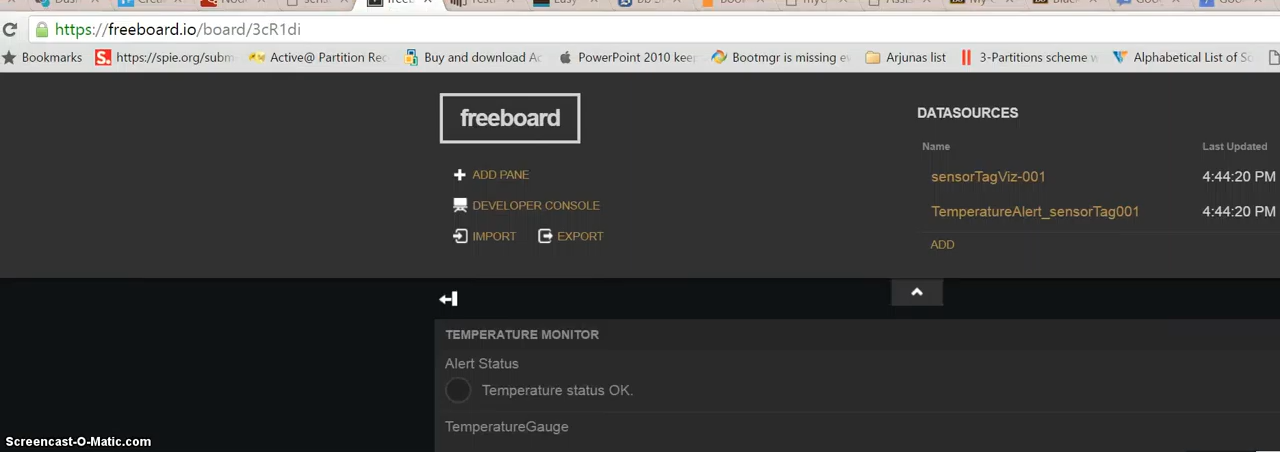 https://freeboard.io/board/3cR1di
Bookmarks https://spie.org/subm Active@ Partition Rec Buy and download Ac PowerPoint 2010 keep Bootmgr is missing ev Arjunas list 3-Partitions scheme w Alphabetical List of Sc
freeboard
ADD PANE
DEVELOPER CONSOLE
IMPORT EXPORT
DATASOURCES
Name Last Updated
sensorTagViz-001 4:44:20 PM
TemperatureAlert_sensorTag001 4:44:20 PM
ADD
TEMPERATURE MONITOR
Alert Status
Temperature status OK.
TemperatureGauge
Screencast-O-Matic.com